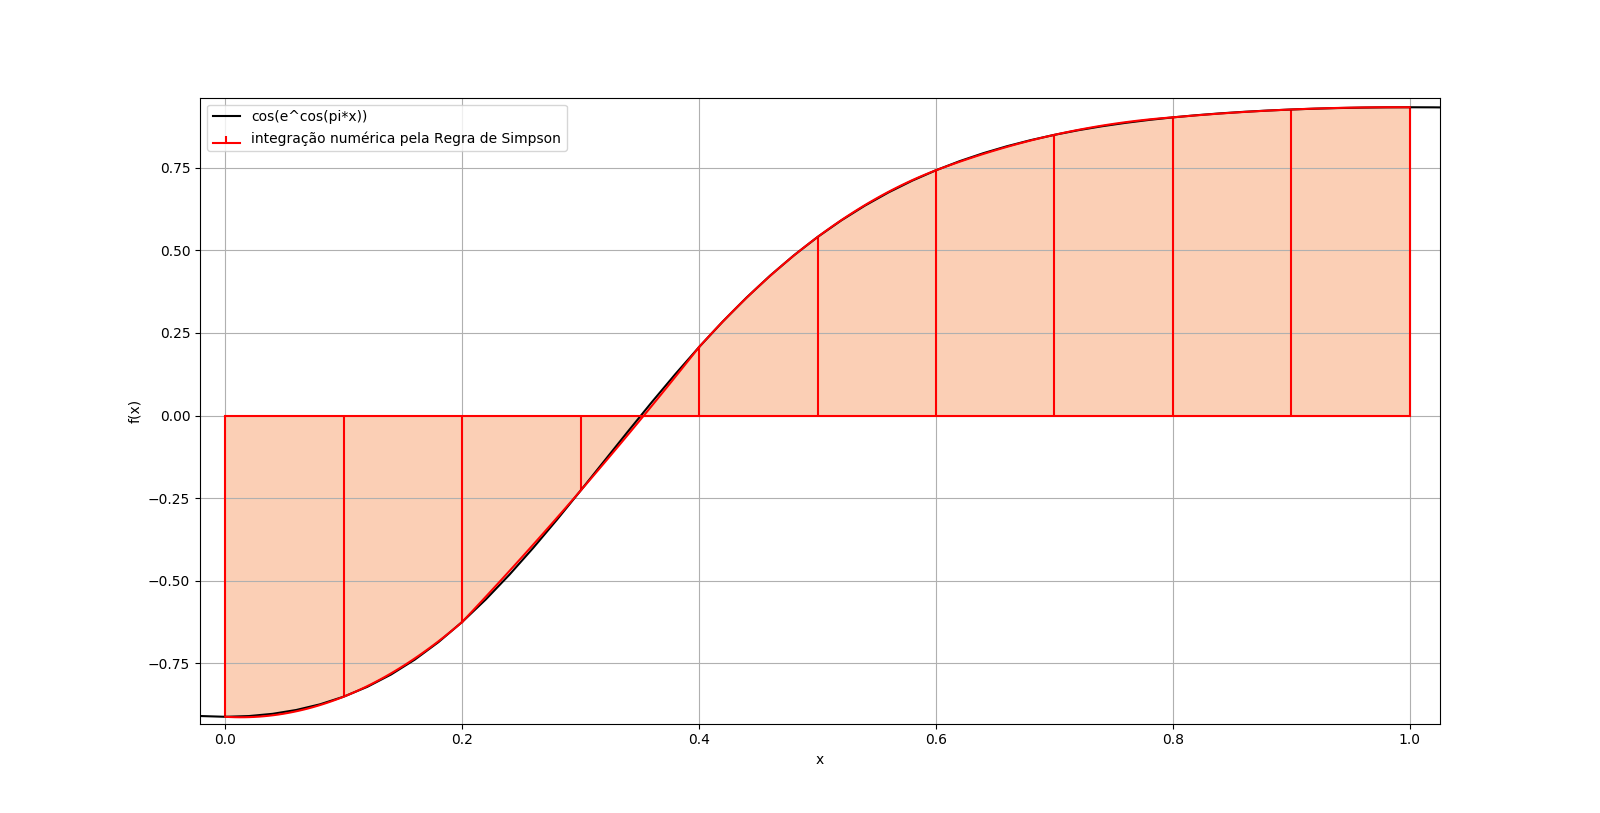 cos(e^cos(pi*x))
integração numérica pela Regra de Simpson
0.75
0.50
0.25
0.00
−0.25
−0.50
−0.75
f(x)
0.0 0.2 0.4 0.6 0.8 1.0
x